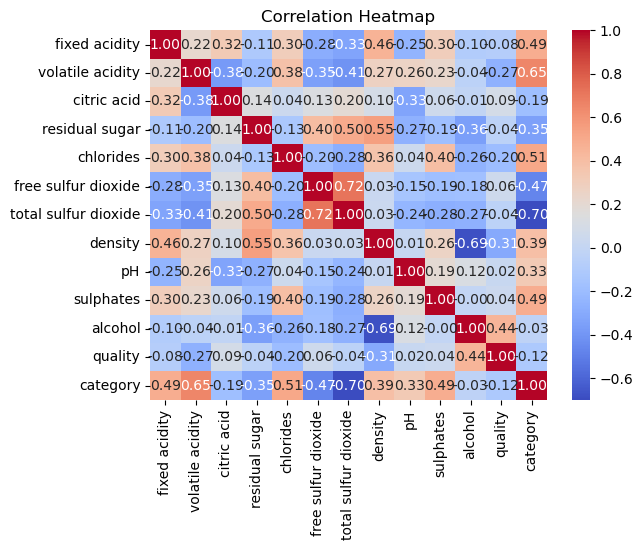 Correlation Heatmap
fixed acidity 1.00 0.22 0.32 -0.11 0.30 -0.28 -0.33 0.46 -0.25 0.30 -0.10 -0.08 0.49
volatile acidity 0.22 1.00 -0.38 -0.20 0.38 -0.35 -0.41 0.27 0.26 0.23 -0.04 -0.27 0.65
citric acid 0.32 -0.38 1.00 0.14 0.04 0.13 0.20 0.10 -0.33 0.06 -0.01 0.09 -0.19
residual sugar -0.11 -0.20 0.14 1.00 -0.13 0.40 0.50 0.55 -0.27 -0.19 -0.36 -0.04 -0.35
chlorides 0.30 0.38 0.04 -0.13 1.00 -0.20 -0.28 0.36 0.04 0.40 -0.26 -0.20 0.51
free sulfur dioxide -0.28 -0.35 0.13 0.40 -0.20 1.00 0.72 0.03 -0.15 -0.19 -0.18 0.06 -0.47
total sulfur dioxide -0.33 -0.41 0.20 0.50 -0.28 0.72 1.00 0.03 -0.24 -0.28 -0.27 -0.04 -0.70
density 0.46 0.27 0.10 0.55 0.36 0.03 0.03 1.00 0.01 0.26 -0.69 -0.31 0.39
pH -0.25 0.26 -0.33 -0.27 0.04 -0.15 -0.24 0.01 1.00 0.19 0.12 0.02 0.33
sulphates 0.30 0.23 0.06 -0.19 0.40 -0.19 -0.28 0.26 0.19 1.00 -0.00 0.04 0.49
alcohol -0.10 -0.04 -0.01 -0.36 -0.26 -0.18 -0.27 -0.69 0.12 -0.00 1.00 0.44 -0.03
quality -0.08 -0.27 0.09 -0.04 -0.20 0.06 -0.04 -0.31 0.02 0.04 0.44 1.00 -0.12
category 0.49 0.65 -0.19 -0.35 0.51 -0.47 -0.70 0.39 0.33 0.49 -0.03 -0.12 1.00
fixed acidity
volatile acidity
citric acid
residual sugar
chlorides
free sulfur dioxide
total sulfur dioxide
density
pH
sulphates
alcohol
quality
category
1.0
0.8
0.6
0.4
0.2
0.0
−0.2
−0.4
−0.6